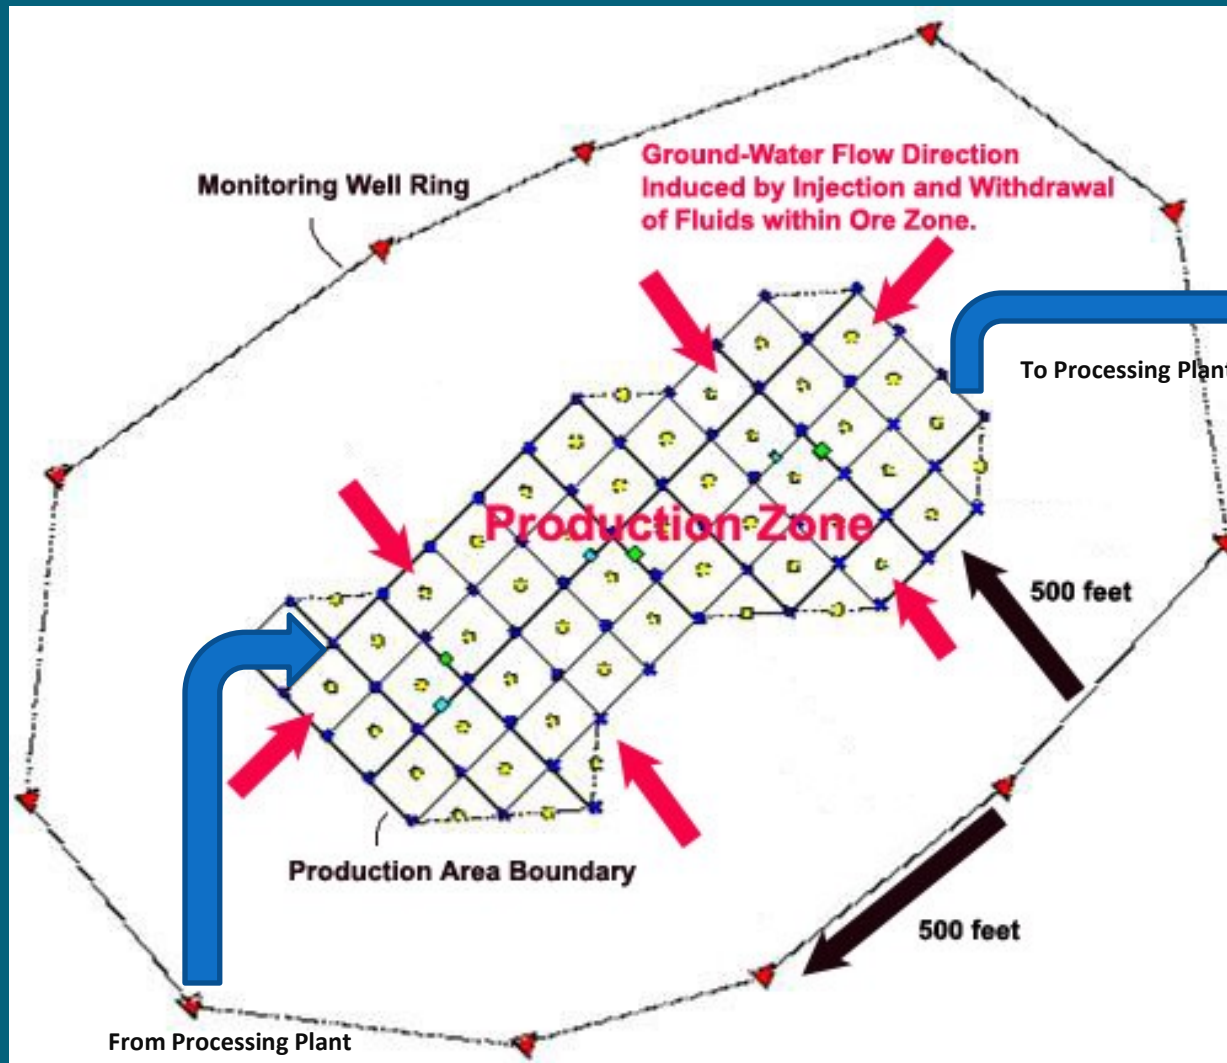 Ground-Water Flow Direction
Induced by Injection and Withdrawal
of Fluids within Ore Zone.
Monitoring Well Ring
To Processing Plant
Production Zone
500 feet
Production Area Boundary
500 feet
From Processing Plant